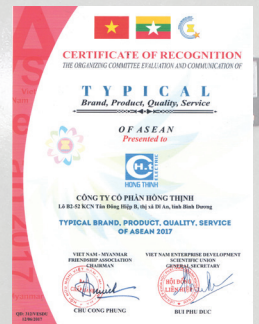 CERTIFICATE OF RECOGNITION
THE ORGANIZING COMMITTEE EVALUATION AND COMMUNICATION OF
TYPICAL
Brand, Product, Quality, Service
OF ASEAN
Presented to
H.t
ELECTRIC
HONG THINH
CÔNG TY CỔ PHẦN HỒNG THỊNH
Lô B2-52 KCN Tân Đông Hiệp B, thị xã Dĩ An, tỉnh Bình Dương
TYPICAL BRAND, PRODUCT, QUALITY, SERVICE
OF ASEAN 2017
VIET NAM - MYANMAR
FRIENDSHIP ASSOCIATION
CHAIRMAN
VIET NAM ENTERPRISE DEVELOPMENT
SCIENTIFIC UNION
GENERAL SECRETARY
CHU CONG PHUNG
BUI PHU DUC